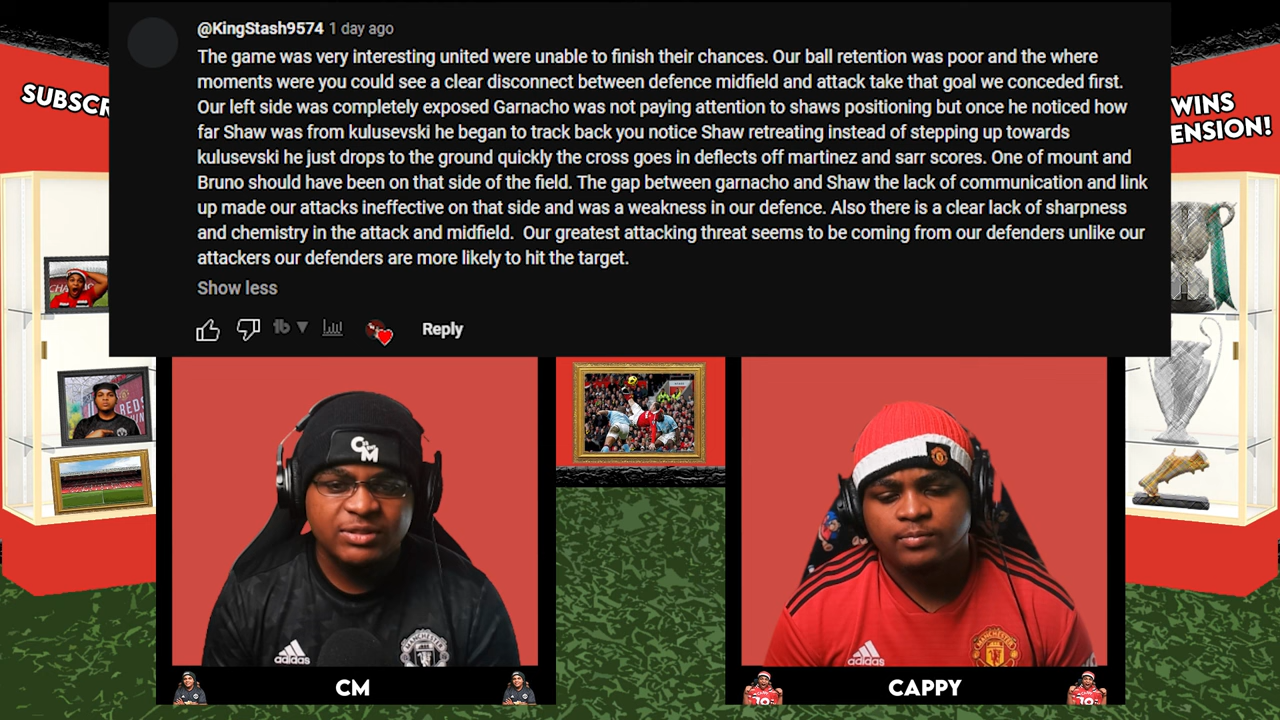 @KingStash9574 1 day ago
The game was very interesting united were unable to finish their chances. Our ball retention was poor and the where
moments were you could see a clear disconnect between defence midfield and attack take that goal we conceded first.
Our left side was completely exposed Garnacho was not paying attention to shaws positioning but once he noticed how
far Shaw was from kulusevski he began to track back you notice Shaw retreating instead of stepping up towards
kulusevski he just drops to the ground quickly the cross goes in deflects off martinez and sarr scores. One of mount and
Bruno should have been on that side of the field. The gap between garnacho and Shaw the lack of communication and link
up made our attacks ineffective on that side and was a weakness in our defence. Also there is a clear lack of sharpness
and chemistry in the attack and midfield.  Our greatest attacking threat seems to be coming from our defenders unlike our
attackers our defenders are more likely to hit the target.
Show less
Reply
SUBSCR
WINS
ENSION!
CM
adidas
adidas
CM
CAPPY